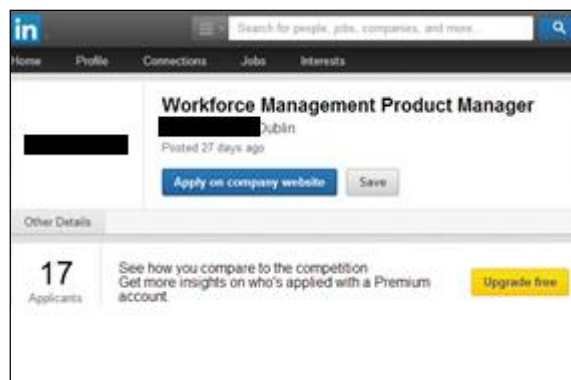 in
Search for people, jobs, companies, and more...
Home Profile Connections Jobs Interests
Workforce Management Product Manager
Dublin
Posted 27 days ago
Apply on company website Save
Other Details
17
Applicants
See how you compare to the competition
Get more insights on who's applied with a Premium
account.
Upgrade free